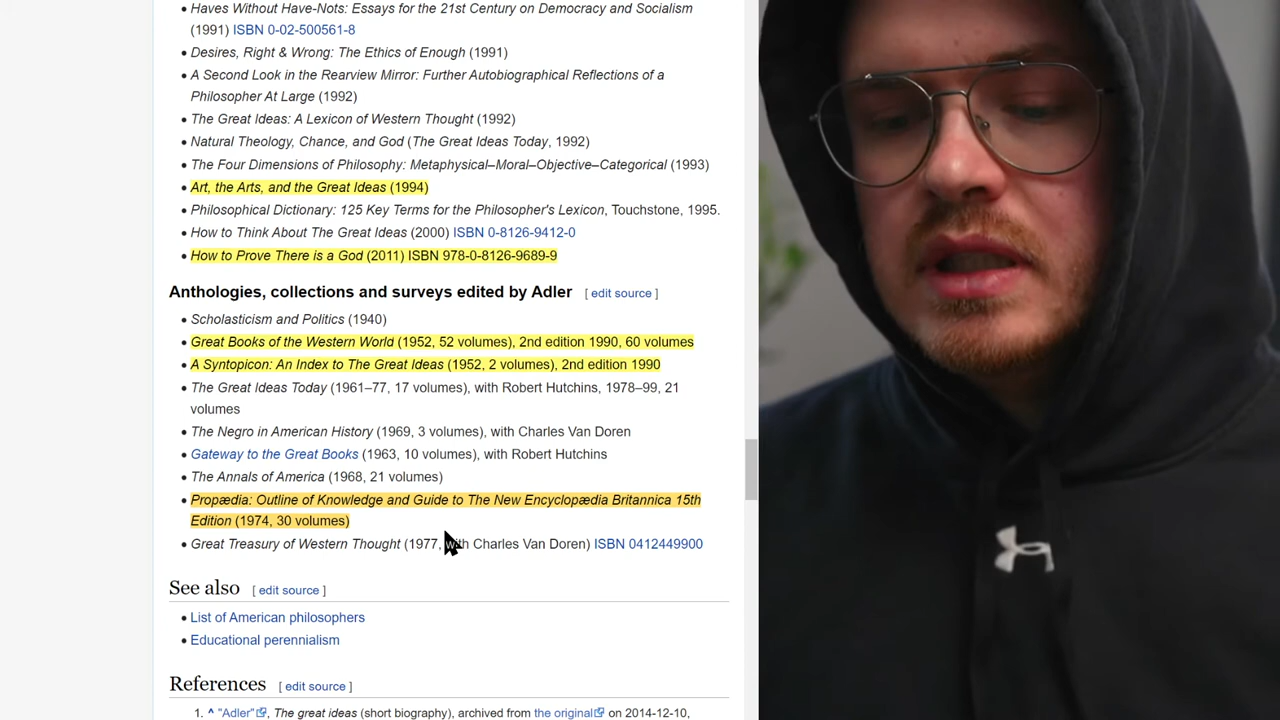 • Haves Without Have-Nots: Essays for the 21st Century on Democracy and Socialism
(1991) ISBN 0-02-500561-8
• Desires, Right & Wrong: The Ethics of Enough (1991)
• A Second Look in the Rearview Mirror: Further Autobiographical Reflections of a
Philosopher At Large (1992)
• The Great Ideas: A Lexicon of Western Thought (1992)
• Natural Theology, Chance, and God (The Great Ideas Today, 1992)
• The Four Dimensions of Philosophy: Metaphysical–Moral–Objective–Categorical (1993)
• Art, the Arts, and the Great Ideas (1994)
• Philosophical Dictionary: 125 Key Terms for the Philosopher's Lexicon, Touchstone, 1995.
• How to Think About The Great Ideas (2000) ISBN 0-8126-9412-0
• How to Prove There is a God (2011) ISBN 978-0-8126-9689-9
Anthologies, collections and surveys edited by Adler [ edit source ]
• Scholasticism and Politics (1940)
• Great Books of the Western World (1952, 52 volumes), 2nd edition 1990, 60 volumes
• A Syntopicon: An Index to The Great Ideas (1952, 2 volumes), 2nd edition 1990
• The Great Ideas Today (1961–77, 17 volumes), with Robert Hutchins, 1978–99, 21
volumes
• The Negro in American History (1969, 3 volumes), with Charles Van Doren
• Gateway to the Great Books (1963, 10 volumes), with Robert Hutchins
• The Annals of America (1968, 21 volumes)
• Propædia: Outline of Knowledge and Guide to The New Encyclopædia Britannica 15th
Edition (1974, 30 volumes)
• Great Treasury of Western Thought (1977, with Charles Van Doren) ISBN 0412449900
See also [ edit source ]
• List of American philosophers
• Educational perennialism
References [ edit source ]
1. ^ "Adler", The great ideas (short biography), archived from the original on 2014-12-10,